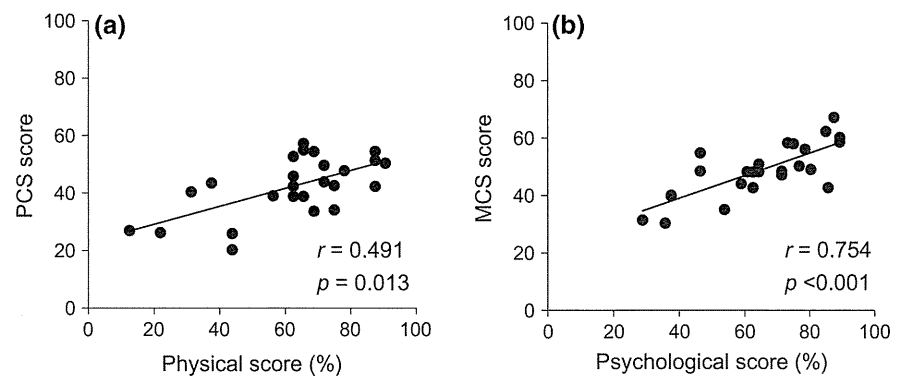 (a)
100
80
60
40
20
0
PCS score
r = 0.491
p = 0.013
0 20 40 60 80 100
Physical score (%)
(b)
100
80
60
40
20
0
MCS score
r = 0.754
p <0.001
0 20 40 60 80 100
Psychological score (%)